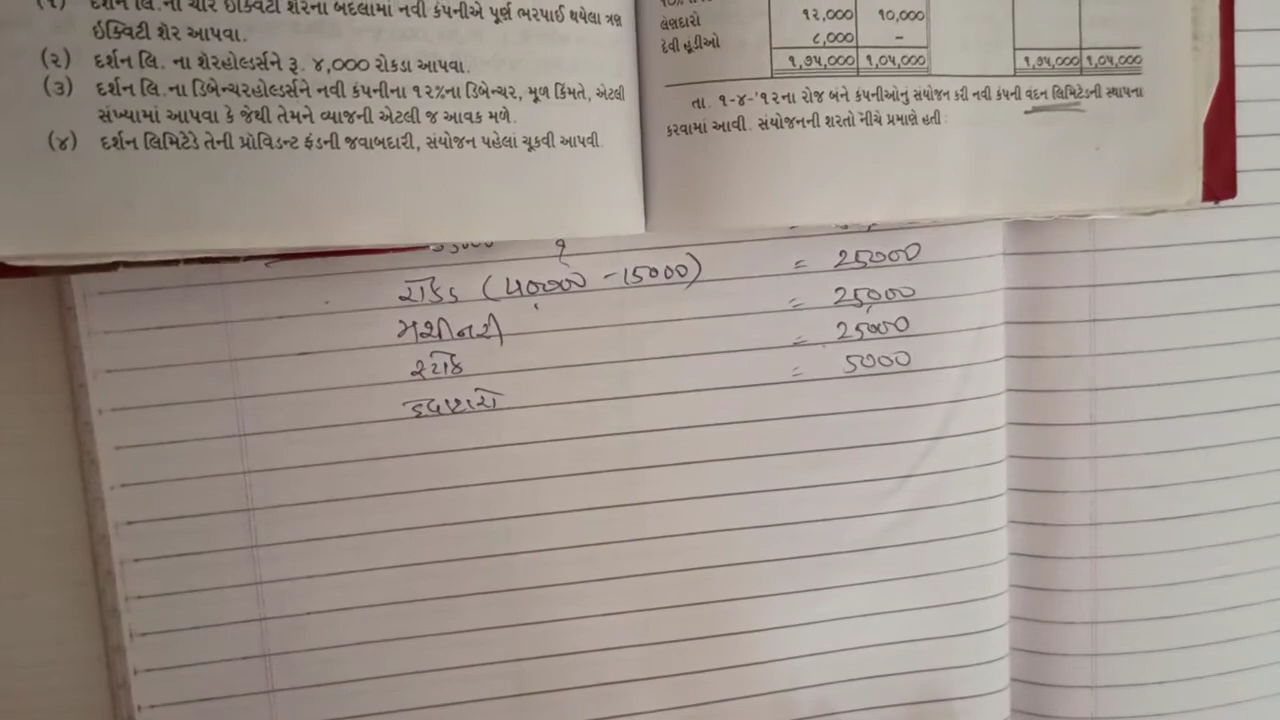 દર્શન લિ. ના ચાર ઇક્વિટી શેરના બદલામાં નવી કંપનીએ પૂર્ણ ભરપાઈ થયેલા ત્રણ
ઇક્વિટી શેર આપવા.
(૨) દર્શન લિ. ના શેરહોલ્ડર્સને રૂ. ૪,૦૦૦ રોકડા આપવા.
(૩) દર્શન લિ.ના ડિબેન્ચરહોલ્ડર્સને નવી કંપનીના ૧૨%ના ડિબેન્ચર, મૂળ કિંમતે, એટલી
સંખ્યામાં આપવા કે જેથી તેમને વ્યાજની એટલી જ આવક મળે.
(૪) દર્શન લિમિટેડે તેની પ્રૉવિડન્ટ ફંડની જવાબદારી, સંયોજન પહેલાં ચૂકવી આપવી.
લેણદારો ૧૨,૦૦૦ ૧૦,૦૦૦
દેવી હૂંડીઓ ૮,૦૦૦ –
૧,૭૫,૦૦૦ ૧,૦૫,૦૦૦ ૧,૭૫,૦૦૦ ૧,૦૫,૦૦૦
તા. ૧-૪-'૧૨ના રોજ બંને કંપનીઓનું સંયોજન કરી નવી કંપની વંદન લિમિટેડની સ્થાપના
કરવામાં આવી. સંયોજનની શરતો નીચે પ્રમાણે હતી :
રોકડ (૪૦૦૦૦ - 15000) = 25000
મશીનરી = 25000
સ્ટોક = 25000
દેવાદારો = 5000